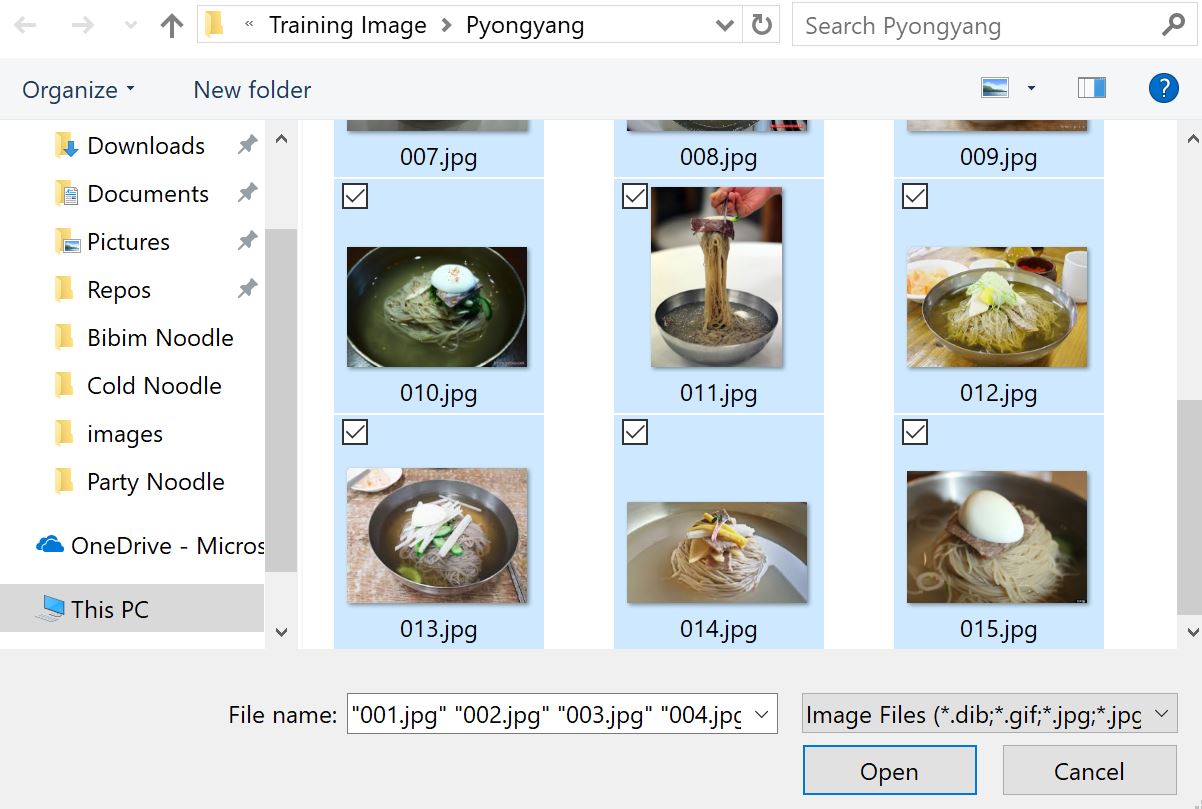 « Training Image > Pyongyang
Search Pyongyang
Organize
New folder
?
Downloads
Documents
Pictures
Repos
Bibim Noodle
Cold Noodle
images
Party Noodle
OneDrive - Micros
This PC
007.jpg
008.jpg
009.jpg
010.jpg
011.jpg
012.jpg
013.jpg
014.jpg
015.jpg
File name:
"001.jpg" "002.jpg" "003.jpg" "004.jpg
Image Files (*.dib;*.gif;*.jpg;*.jpg
Open
Cancel